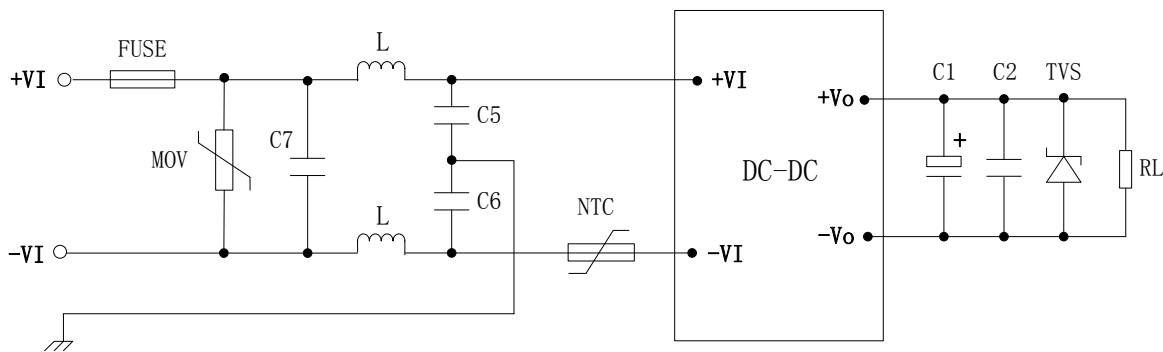 FUSE
L
+VI
MOV
C7
C5
C6
L
-VI
NTC
+VI
DC-DC
-VI
+Vo
-Vo
C1
C2
TVS
+
RL